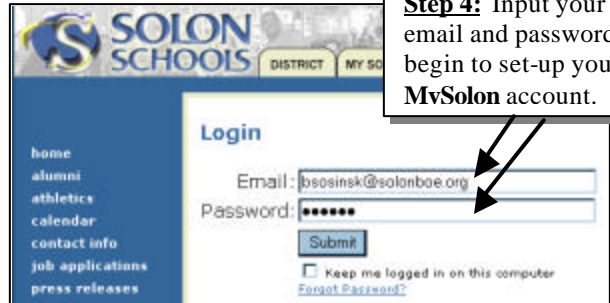 SOLON
SCHOOLS
DISTRICT
MY SO
Step 4: Input your
email and password
begin to set-up you
MySolon account.
home
alumni
athletics
calendar
contact info
job applications
press releases
Login
Email: bsosinsk@solonboe.org
Password: ••••••
Submit
Keep me logged in on this computer
Forgot Password?